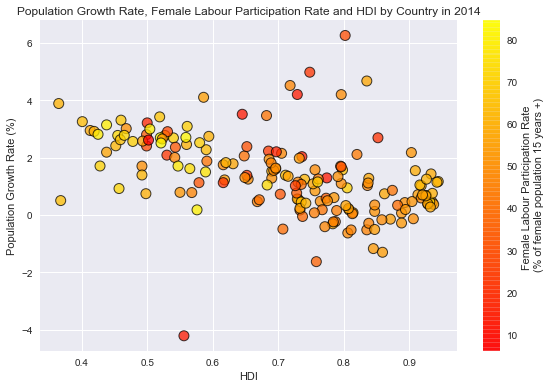 Population Growth Rate, Female Labour Participation Rate and HDI by Country in 2014
6
4
2
0
−2
−4
Population Growth Rate (%)
0.4 0.5 0.6 0.7 0.8 0.9
HDI
80
70
60
50
40
30
20
10
Female Labour Participation Rate
(% of female population 15 years +)